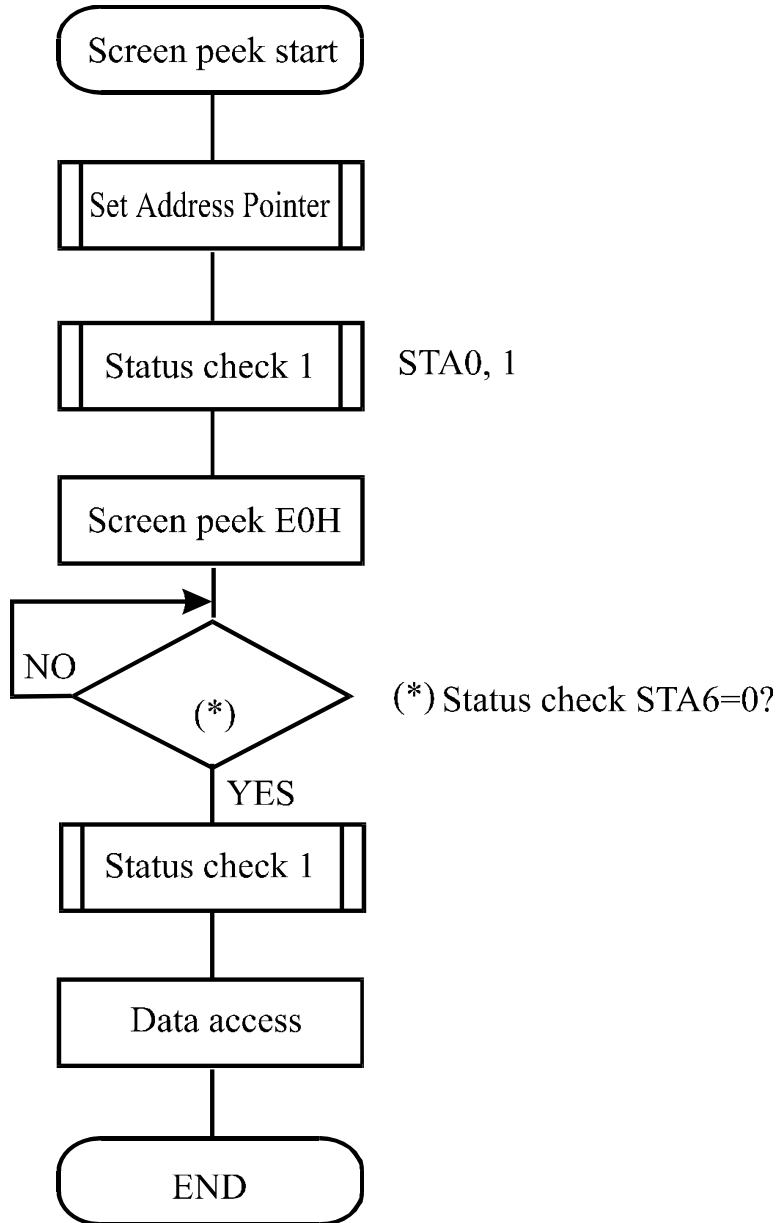 Screen peek start
Set Address Pointer
Status check 1
STA0, 1
Screen peek E0H
NO
(*)
(*) Status check STA6=0?
YES
Status check 1
Data access
END